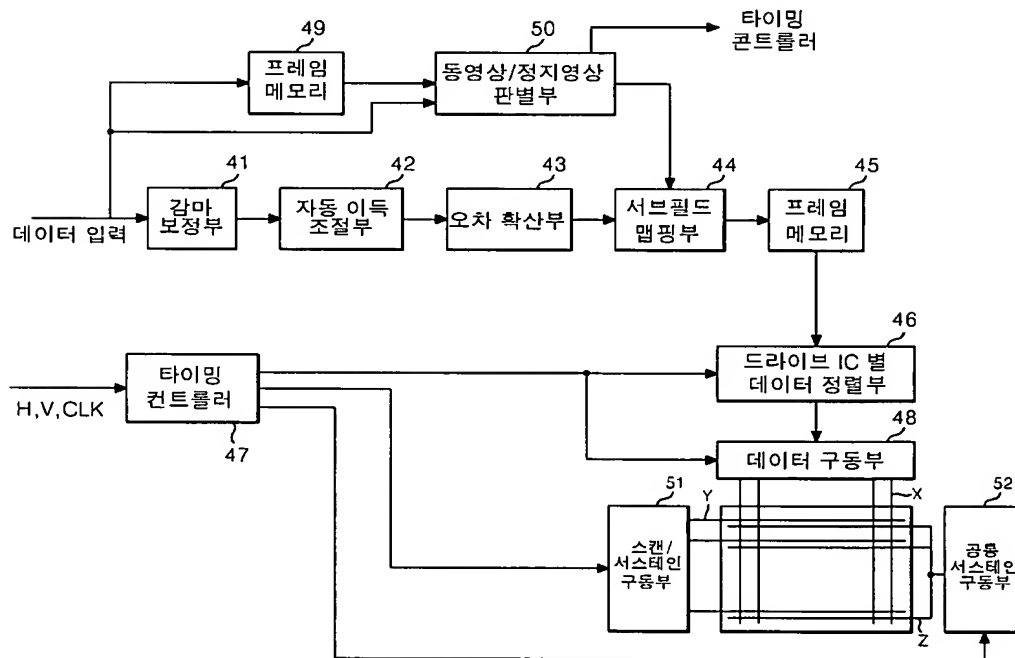 타이밍
콘트롤러
49
프레임
메모리
50
동영상/정지영상
판별부
41
감마
보정부
42
자동 이득
조절부
43
오차 확산부
44
서브필드
맵핑부
45
프레임
메모리
데이터 입력
46
드라이브 IC 별
데이터 정렬부
타이밍
컨트롤러
H,V,CLK
47
48
데이터 구동부
51
스캔/
서스테인
구동부
Y
X
52
공통
서스테인
구동부
Z